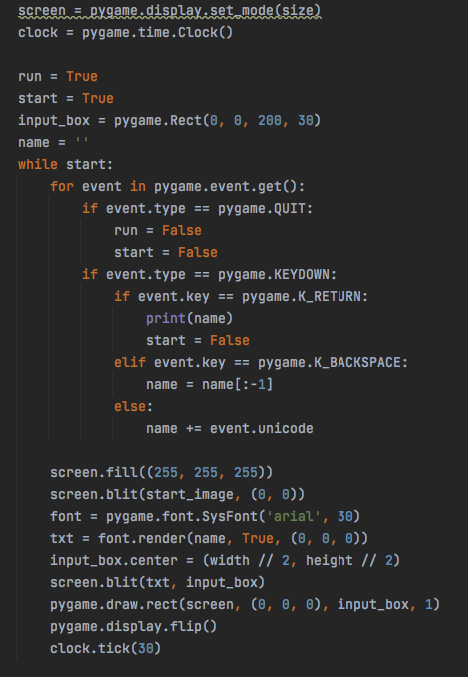 screen = pygame.display.set_mode(size)
clock = pygame.time.Clock()

run = True
start = True
input_box = pygame.Rect(0, 0, 200, 30)
name = ''
while start:
    for event in pygame.event.get():
        if event.type == pygame.QUIT:
            run = False
            start = False
        if event.type == pygame.KEYDOWN:
            if event.key == pygame.K_RETURN:
                print(name)
                start = False
            elif event.key == pygame.K_BACKSPACE:
                name = name[:-1]
            else:
                name += event.unicode

    screen.fill((255, 255, 255))
    screen.blit(start_image, (0, 0))
    font = pygame.font.SysFont('arial', 30)
    txt = font.render(name, True, (0, 0, 0))
    input_box.center = (width // 2, height // 2)
    screen.blit(txt, input_box)
    pygame.draw.rect(screen, (0, 0, 0), input_box, 1)
    pygame.display.flip()
    clock.tick(30)